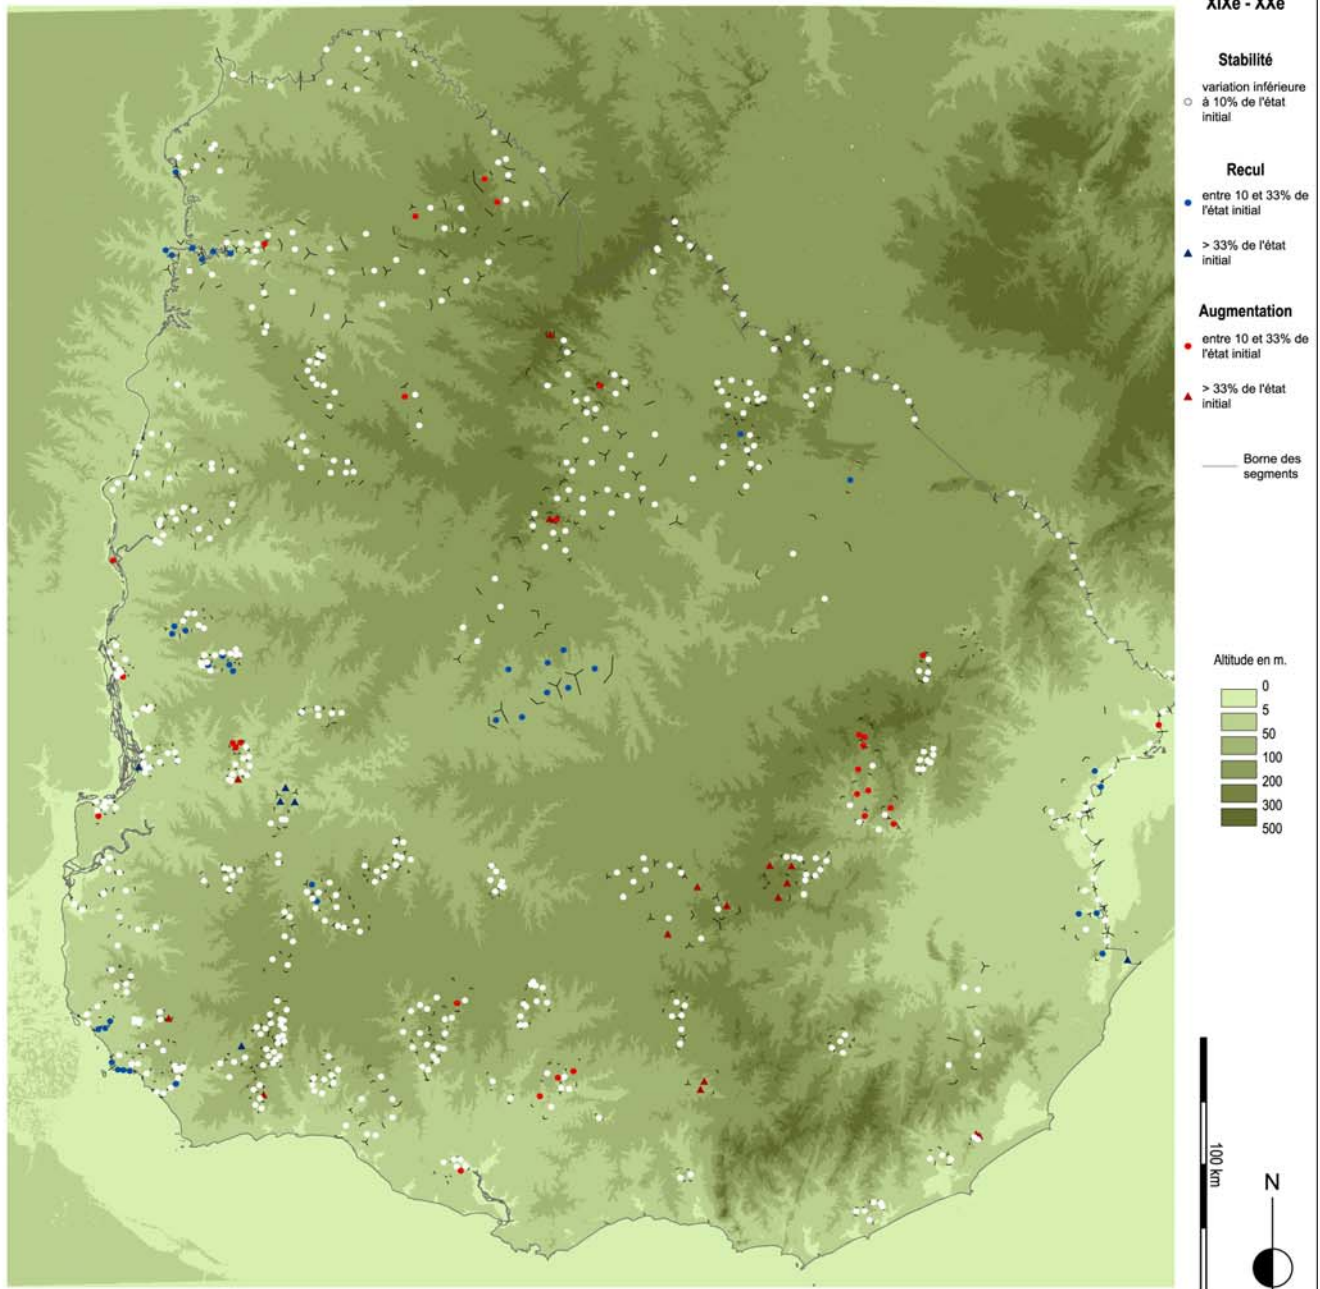 XIXe - XXe
Stabilité
variation inférieure
à 10% de l'état
initial
Recul
entre 10 et 33% de
l'état initial
> 33% de l'état
initial
Augmentation
entre 10 et 33% de
l'état initial
> 33% de l'état
initial
Borne des
segments
Altitude en m.
0
5
50
100
200
300
500
100 km
N